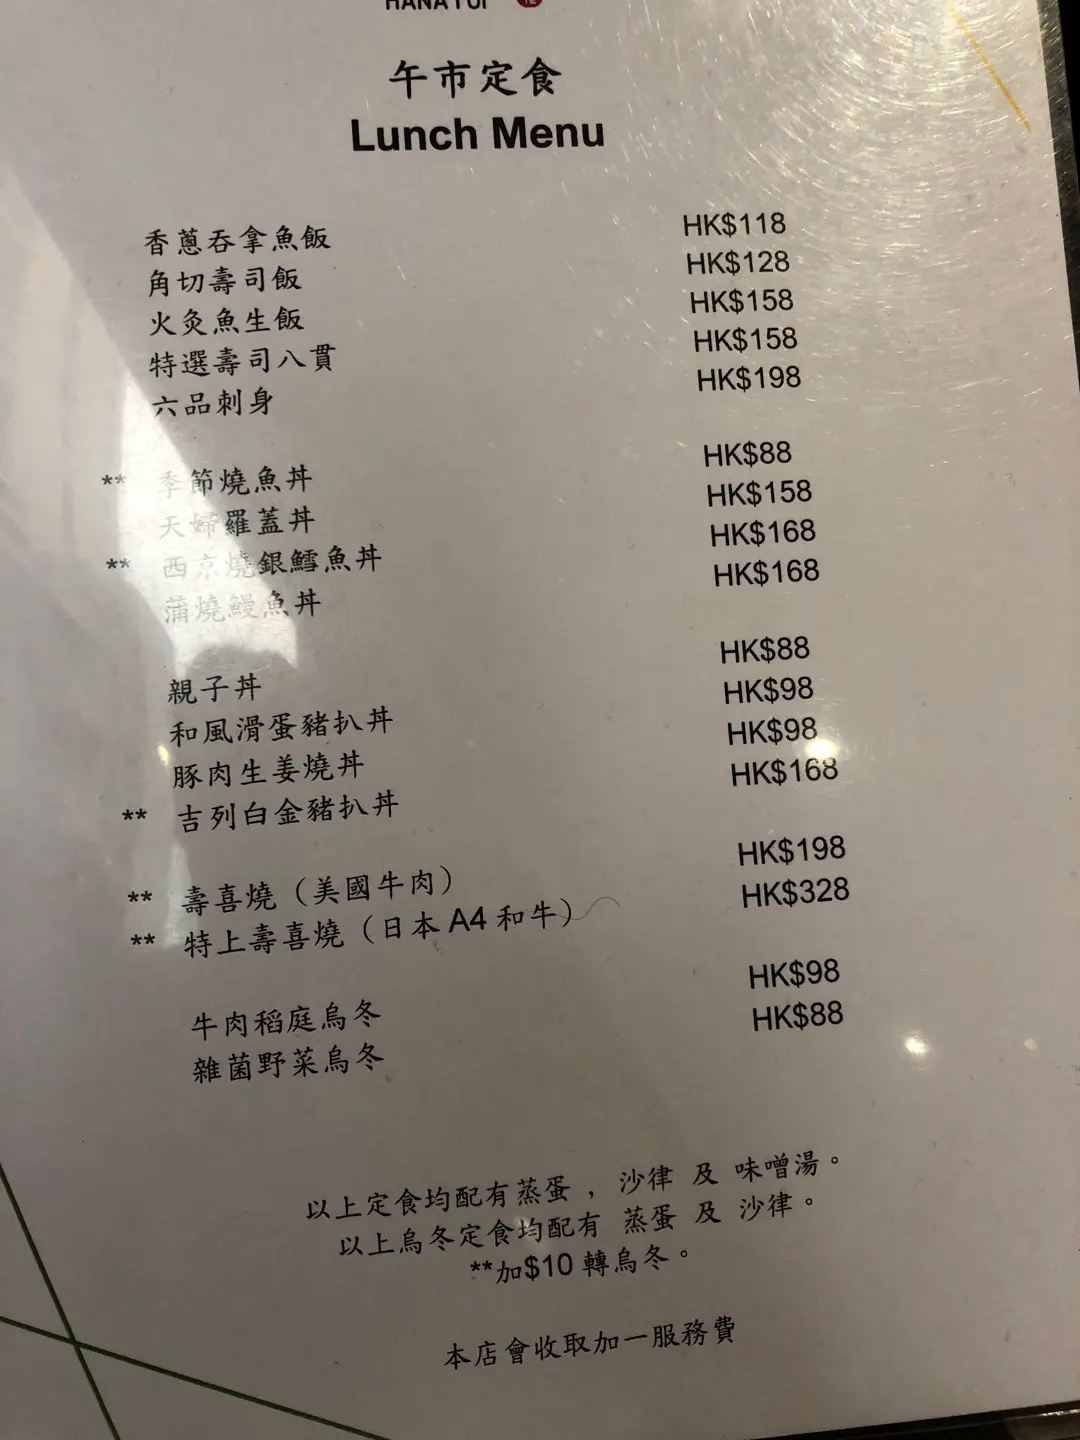 午市定食
Lunch Menu
香蔥吞拿魚飯 HK$118
角切壽司飯 HK$128
火灸魚生飯 HK$158
特選壽司八貫 HK$158
六品刺身 HK$198
** 季節燒魚丼 HK$88
天婦羅蓋丼 HK$158
** 西京燒銀鱈魚丼 HK$168
蒲燒鰻魚丼 HK$168
親子丼 HK$88
和風滑蛋豬扒丼 HK$98
豚肉生姜燒丼 HK$98
** 吉列白金豬扒丼 HK$168
** 壽喜燒（美國牛肉） HK$198
** 特上壽喜燒（日本 A4 和牛） HK$328
牛肉稻庭烏冬 HK$98
雜菌野菜烏冬 HK$88
以上定食均配有蒸蛋 , 沙律 及 味噌湯。
以上烏冬定食均配有 蒸蛋 及 沙律。
**加$10 轉烏冬。
本店會收取加一服務費